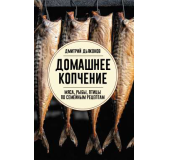 ДМИТРИЙ ДЬЯКОНОВ
ДОМАШНЕЕ
КОПЧЕНИЕ
МЯСА, РЫБЫ, ПТИЦЫ
ПО СЕМЕЙНЫМ РЕЦЕПТАМ